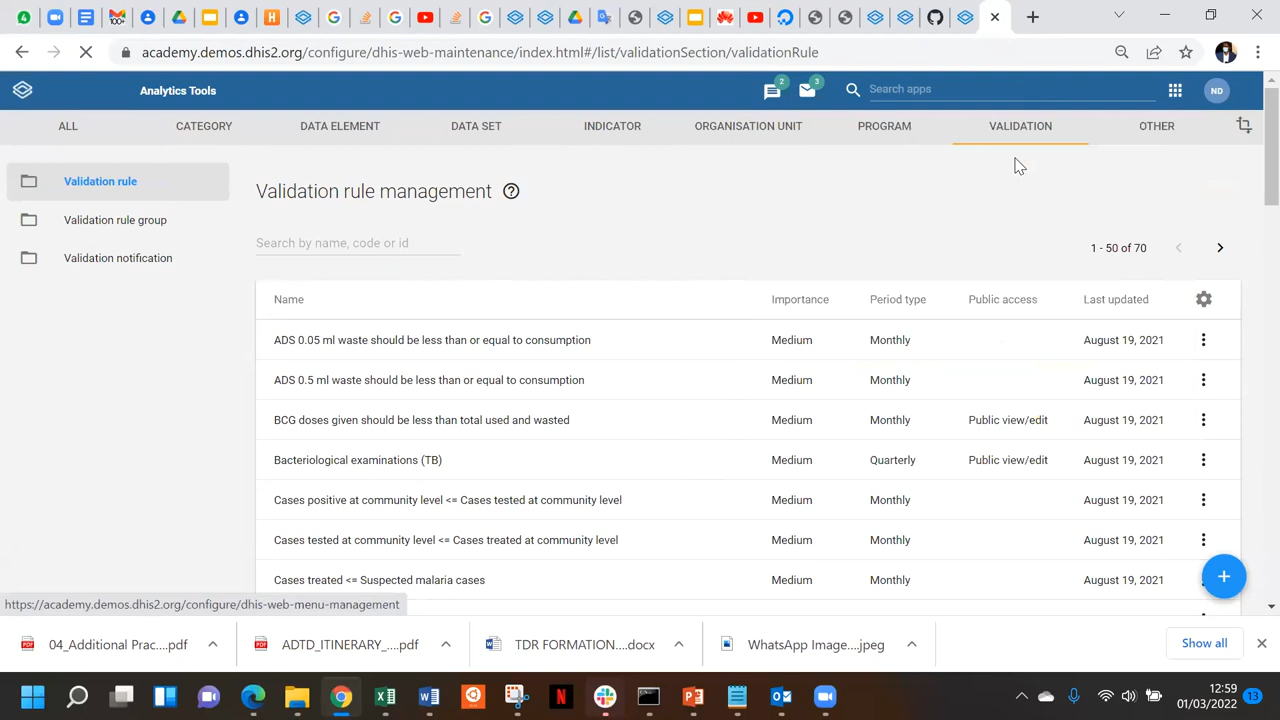 academy.demos.dhis2.org/configure/dhis-web-maintenance/index.html#/list/validationSection/validationRule
Analytics Tools
2
3
Search apps
ND
ALL
CATEGORY
DATA ELEMENT
DATA SET
INDICATOR
ORGANISATION UNIT
PROGRAM
VALIDATION
OTHER
Validation rule
Validation rule group
Validation notification
Validation rule management
Search by name, code or id
1 - 50 of 70
Name Importance Period type Public access Last updated
ADS 0.05 ml waste should be less than or equal to consumption Medium Monthly August 19, 2021
ADS 0.5 ml waste should be less than or equal to consumption Medium Monthly August 19, 2021
BCG doses given should be less than total used and wasted Medium Monthly Public view/edit August 19, 2021
Bacteriological examinations (TB) Medium Quarterly Public view/edit August 19, 2021
Cases positive at community level <= Cases tested at community level Medium Monthly August 19, 2021
Cases tested at community level <= Cases treated at community level Medium Monthly August 19, 2021
Cases treated <= Suspected malaria cases Medium Monthly August 19, 2021
https://academy.demos.dhis2.org/configure/dhis-web-menu-management
04_Additional Prac....pdf
ADTD_ITINERARY_....pdf
TDR FORMATION....docx
WhatsApp Image....jpeg
Show all
12:59
01/03/2022
13